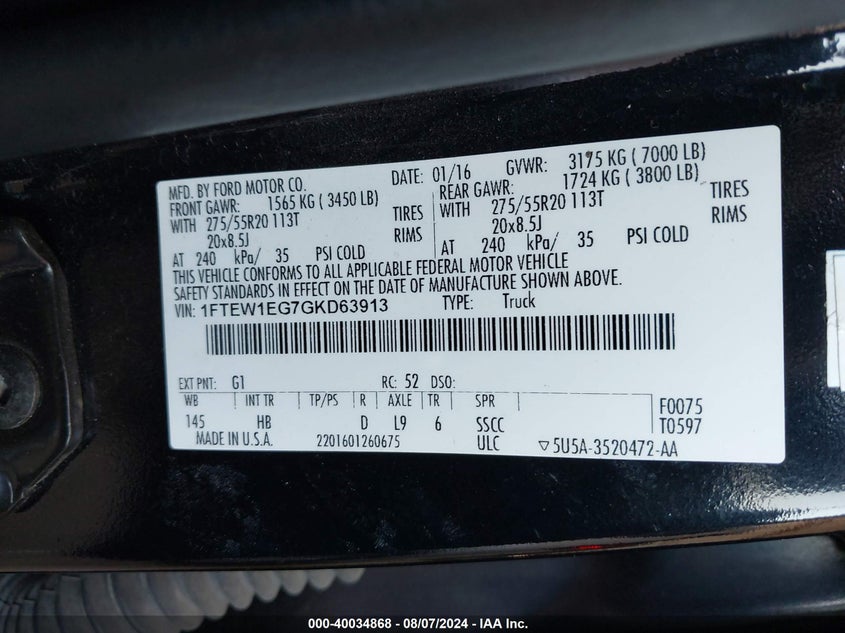 MFD. BY FORD MOTOR CO.
DATE: 01/16 GVWR: 3175 KG ( 7000 LB)
FRONT GAWR: 1565 KG ( 3450 LB)
REAR GAWR: 1724 KG ( 3800 LB)
WITH 275/55R20 113T TIRES
WITH 275/55R20 113T TIRES
20x8.5J RIMS
20x8.5J RIMS
AT 240 kPa/ 35 PSI COLD
AT 240 kPa/ 35 PSI COLD
THIS VEHICLE CONFORMS TO ALL APPLICABLE FEDERAL MOTOR VEHICLE
SAFETY STANDARDS IN EFFECT ON THE DATE OF MANUFACTURE SHOWN ABOVE.
VIN: 1FTEW1EG7GKD63913 TYPE: Truck
EXT PNT: G1 RC: 52 DSO:
WB INT TR TP/PS R AXLE TR SPR F0075
145 HB D L9 6 SSCC T0597
MADE IN U.S.A. 2201601260675 ULC ▽5U5A-3520472-AA
000-40034868 - 08/07/2024 - IAA Inc.